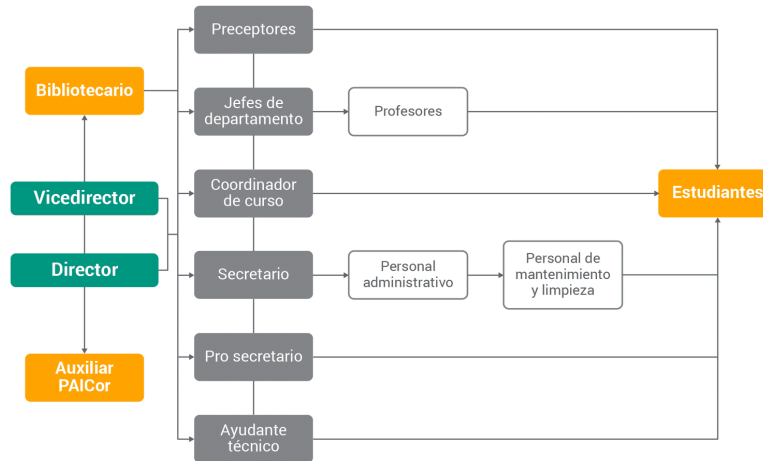 Preceptores
Bibliotecario
Jefes de
departamento
Profesores
Vicedirector
Coordinador
de curso
Estudiantes
Director
Secretario
Personal
administrativo
Personal de
mantenimiento
y limpieza
Auxiliar
PAICor
Pro secretario
Ayudante
técnico